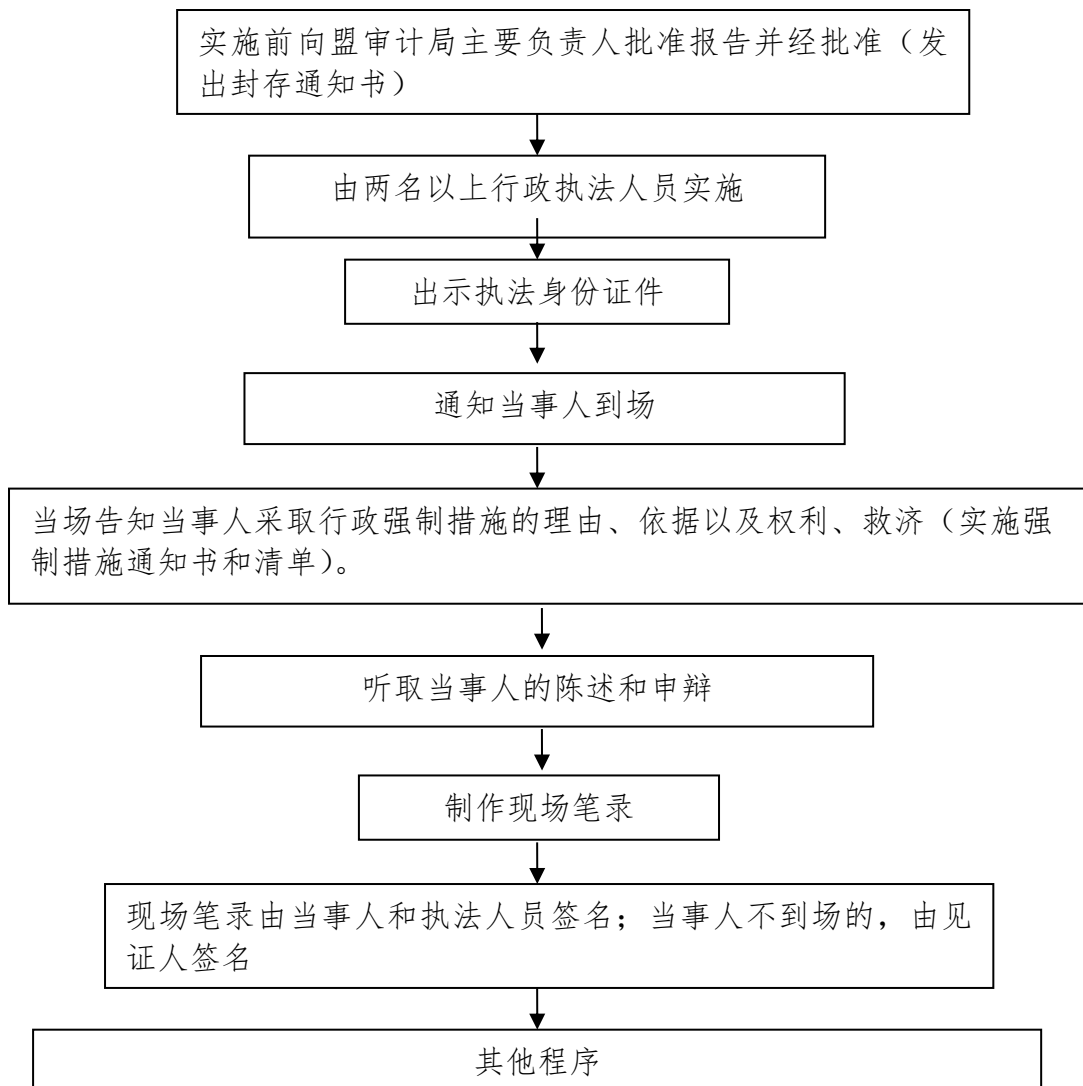 实施前向盟审计局主要负责人批准报告并经批准（发
出封存通知书）
由两名以上行政执法人员实施
出示执法身份证件
通知当事人到场
当场告知当事人采取行政强制措施的理由、依据以及权利、救济（实施强
制措施通知书和清单）。
听取当事人的陈述和申辩
制作现场笔录
现场笔录由当事人和执法人员签名；当事人不到场的，由见
证人签名
其他程序